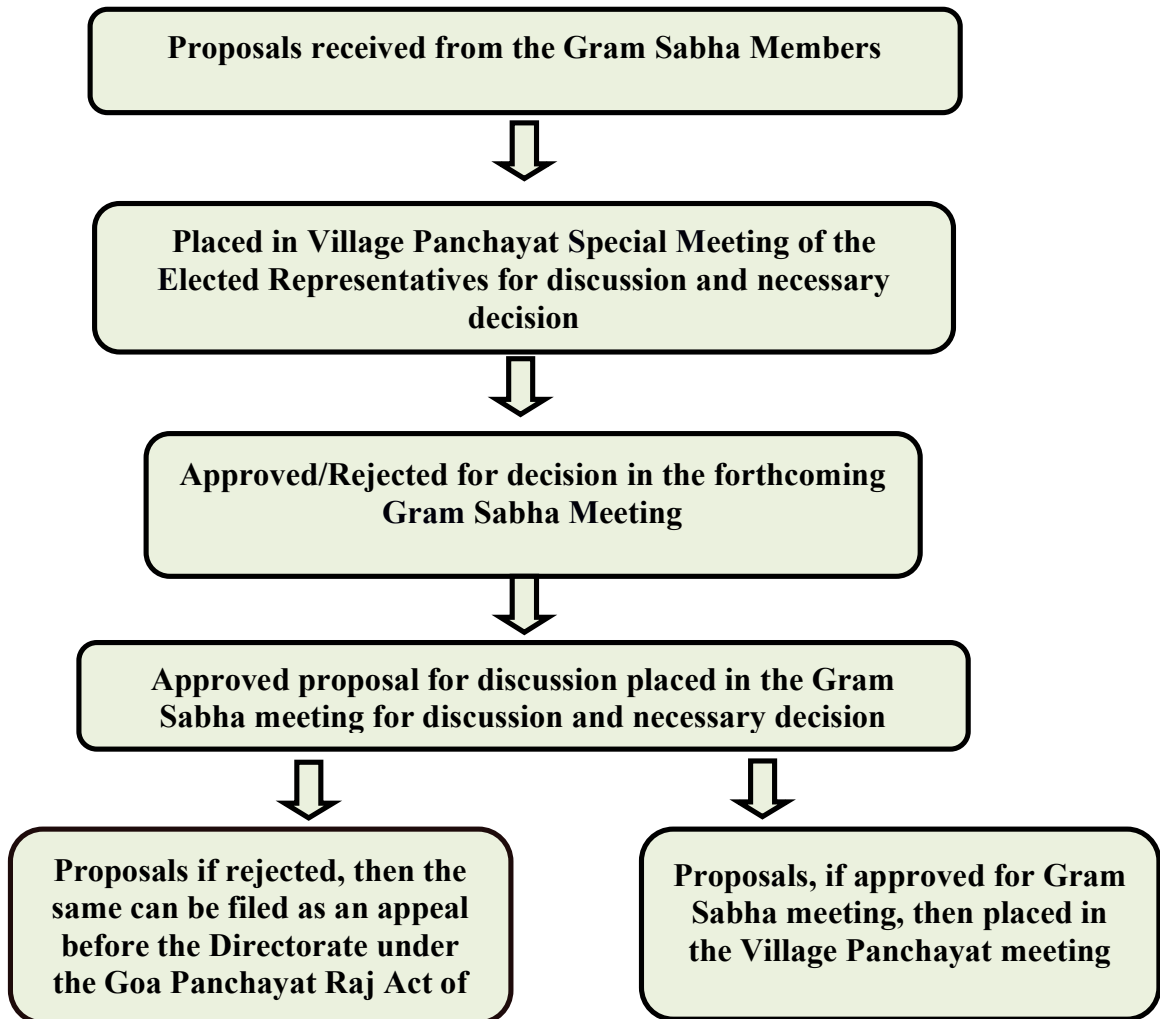 Proposals received from the Gram Sabha Members
Placed in Village Panchayat Special Meeting of the
Elected Representatives for discussion and necessary
decision
Approved/Rejected for decision in the forthcoming
Gram Sabha Meeting
Approved proposal for discussion placed in the Gram
Sabha meeting for discussion and necessary decision
Proposals if rejected, then the
same can be filed as an appeal
before the Directorate under
the Goa Panchayat Raj Act of
Proposals, if approved for Gram
Sabha meeting, then placed in
the Village Panchayat meeting